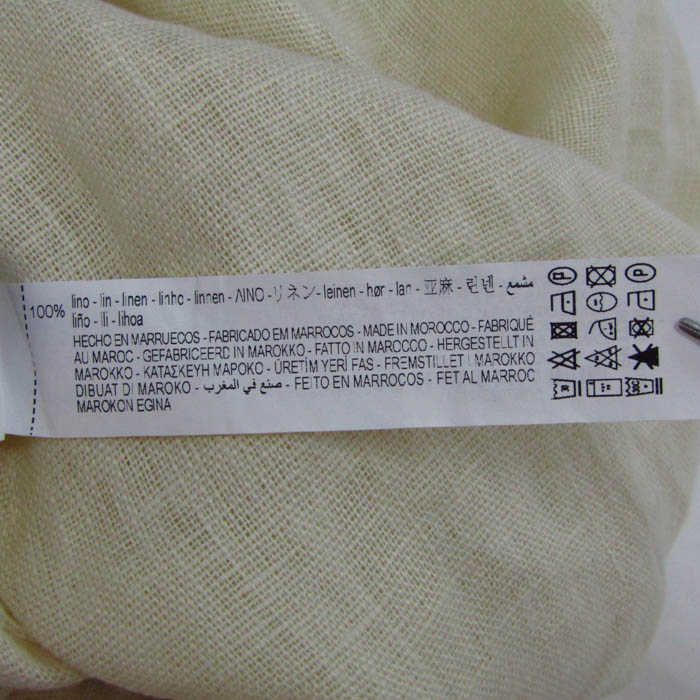 100% lino - lin - linen - linho - linnen - ΛΙΝΟ - リネン - leinen - hør - lan - 亚麻 - 린넨 - مشمع
liño - lli - lihoa
HECHO EN MARRUECOS - FABRICADO EM MARROCOS - MADE IN MOROCCO - FABRIQUÉ
AU MAROC - GEFABRICEERD IN MAROKKO - FATTO IN MAROCCO - HERGESTELLT IN
MAROKKO - ΚΑΤΑΣΚΕΥΗ ΜΑΡΟΚΟ - ÜRETİM YERİ FAS - FREMSTILLET I MAROKKO
DIBUAT DI MAROKO - صنع في المغرب - FEITO EN MARROCOS - FET AL MARROC
MAROKON EGINA